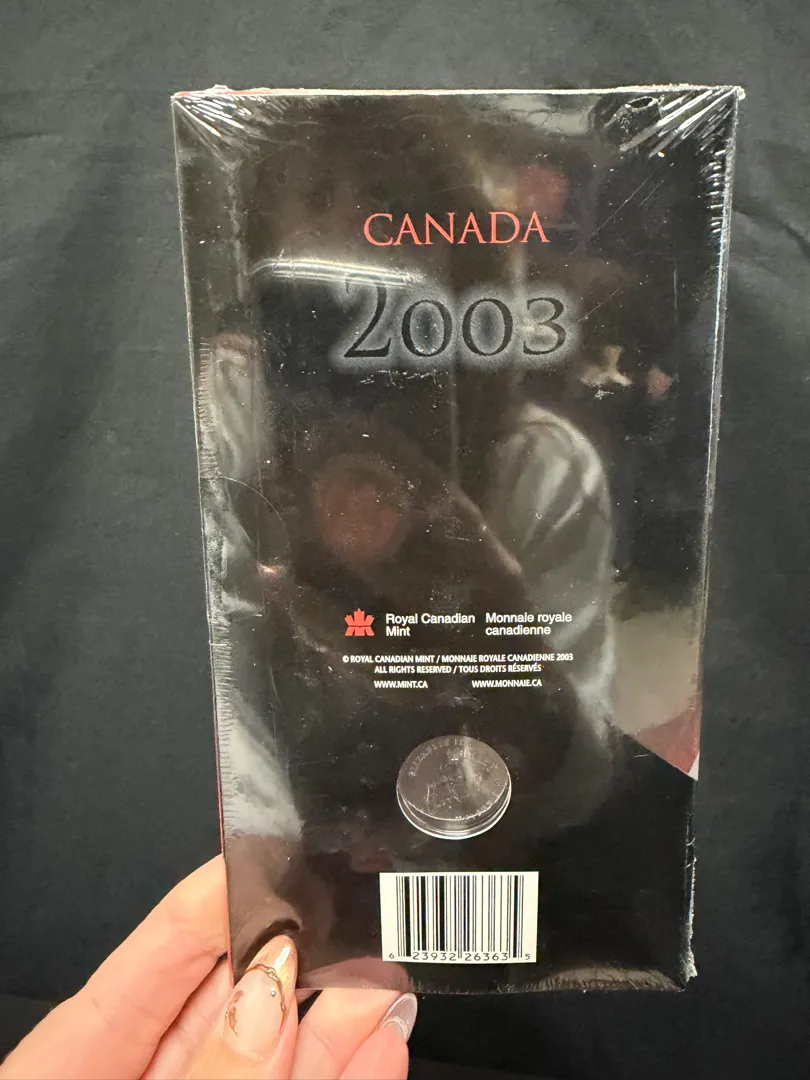 CANADA
2003
Royal Canadian Mint Monnaie royale canadienne
© ROYAL CANADIAN MINT / MONNAIE ROYALE CANADIENNE 2003
ALL RIGHTS RESERVED / TOUS DROITS RÉSERVÉS
WWW.MINT.CA WWW.MONNAIE.CA
6 23932 26363 5